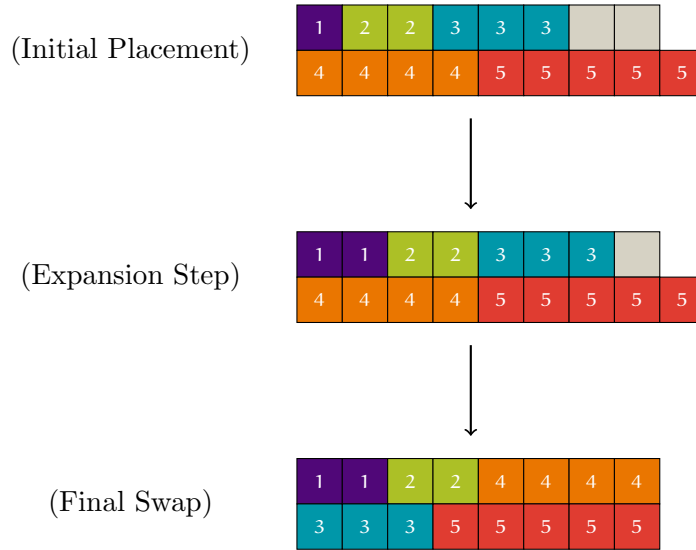 1 2 2 3 3 3
(Initial Placement)
4 4 4 4 5 5 5 5 5
1 1 2 2 3 3 3
(Expansion Step)
4 4 4 4 5 5 5 5 5
1 1 2 2 4 4 4 4
(Final Swap)
3 3 3 5 5 5 5 5